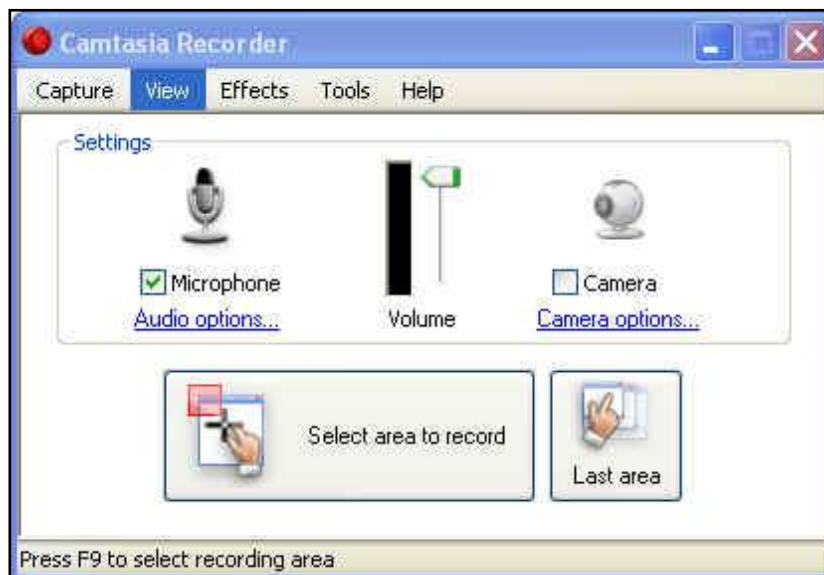 Camtasia Recorder
Capture View Effects Tools Help
Settings
Microphone
Audio options...
Volume
Camera
Camera options...
Select area to record
Last area
Press F9 to select recording area